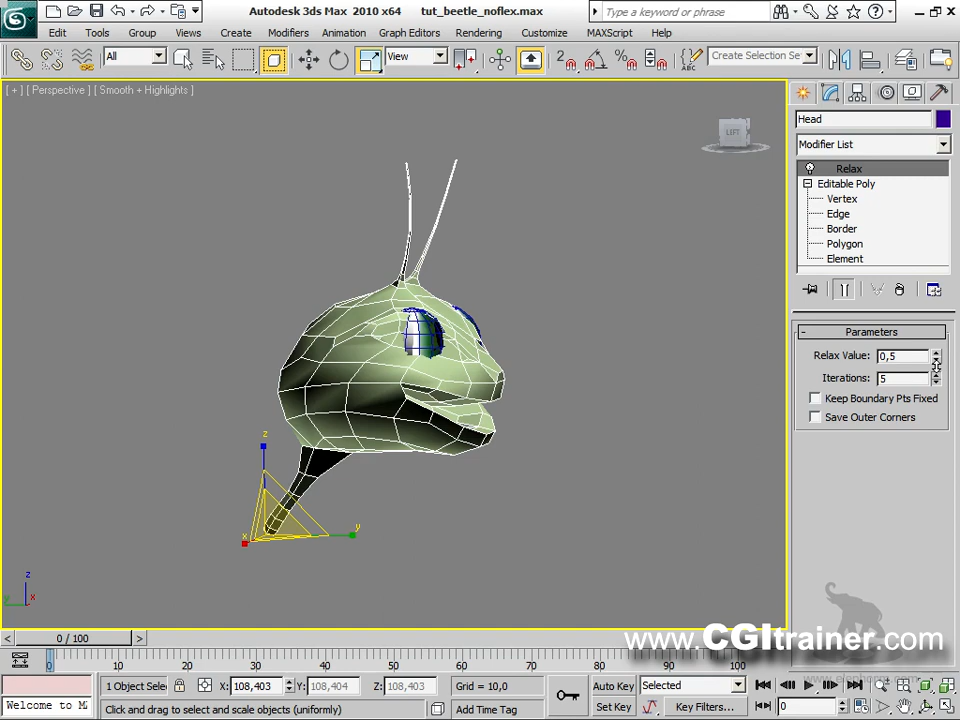 Autodesk 3ds Max 2010 x64 tut_beetle_noflex.max
Type a keyword or phrase
Edit Tools Group Views Create Modifiers Animation Graph Editors Rendering Customize MAXScript Help
All View Create Selection Se
[ + ] [ Perspective ] [ Smooth + Highlights ]
LIFT
Head
Modifier List
Relax
Editable Poly
Vertex
Edge
Border
Polygon
Element
Parameters
Relax Value: 0,5
Iterations: 5
Keep Boundary Pts Fixed
Save Outer Corners
z
y
x
z
x
y
< 0 / 100 >
www.CGItrainer.com
0 10 20 30 40 50 60 70 80 90 100
1 Object Selec X: 108,403 Y: 108,404 Z: 108,403 Grid = 10,0 Auto Key Selected
Welcome to M Click and drag to select and scale objects (uniformly) Add Time Tag Set Key Key Filters... 0